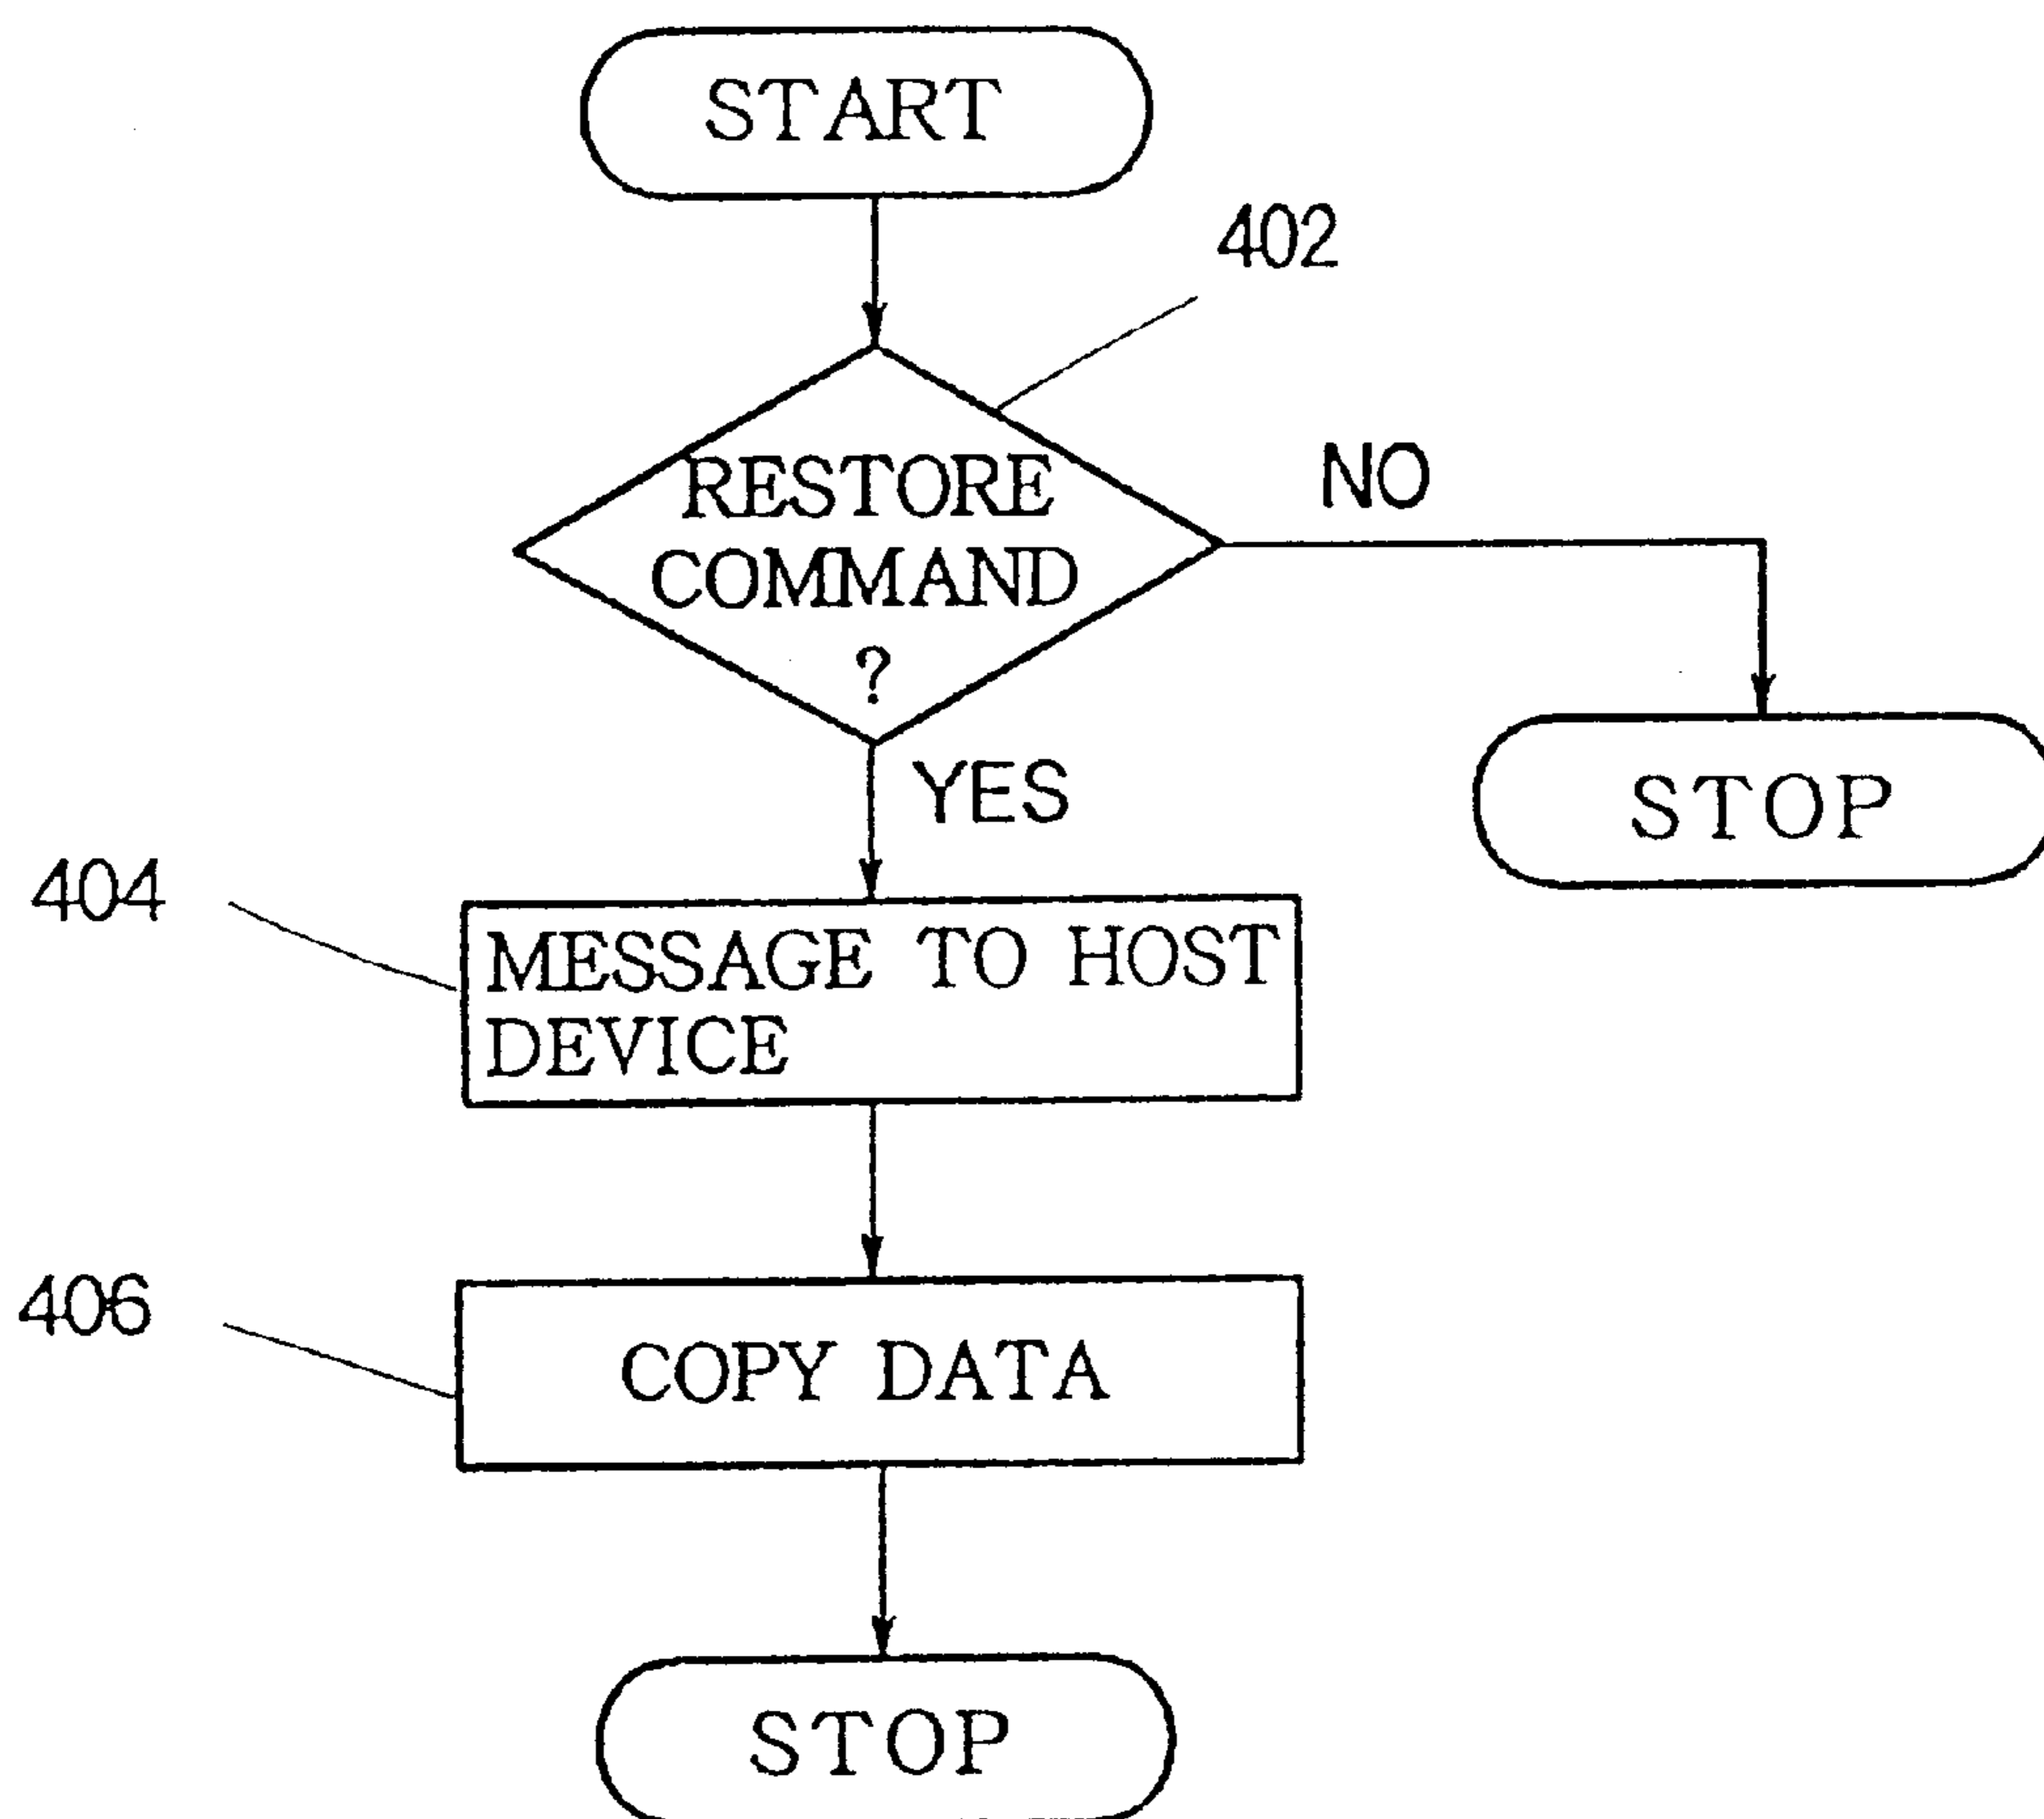 START
402
RESTORE
COMMAND
?
NO
YES
STOP
404
MESSAGE TO HOST
DEVICE
406
COPY DATA
STOP